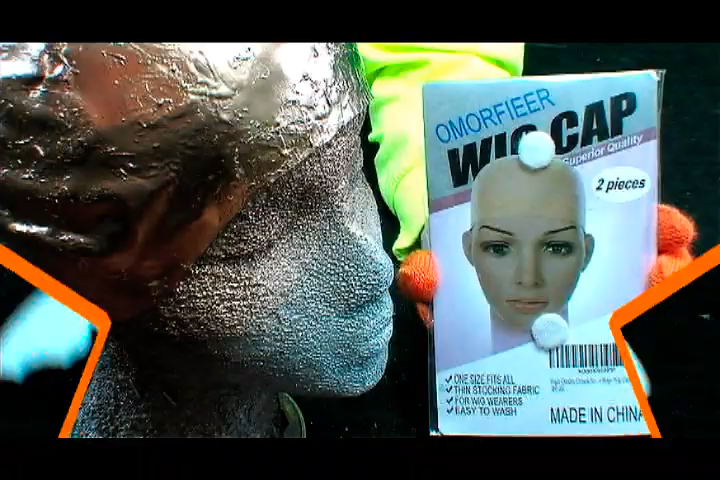 OMORFIEER
WIG CAP
Superior Quality
2 pieces
✓ ONE SIZE FITS ALL
✓ THIN STOCKING FABRIC
✓ FOR WIG WEARERS
✓ EASY TO WASH
MADE IN CHINA